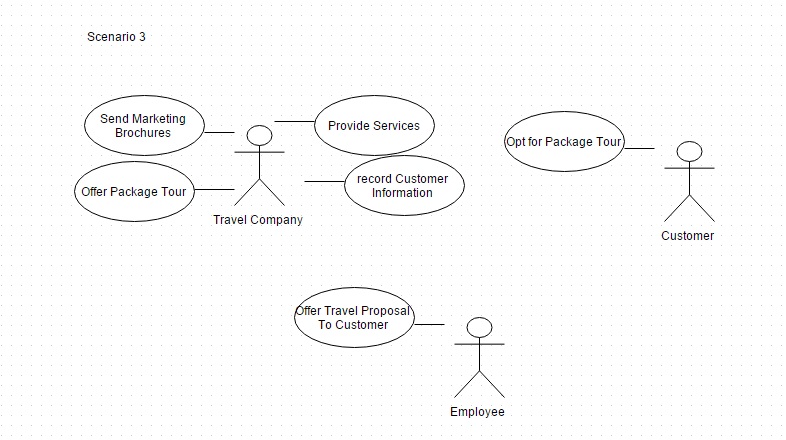 Scenario 3
Send Marketing
Brochures
Provide Services
Opt for Package Tour
Offer Package Tour
record Customer
Information
Travel Company
Customer
Offer Travel Proposal
To Customer
Employee